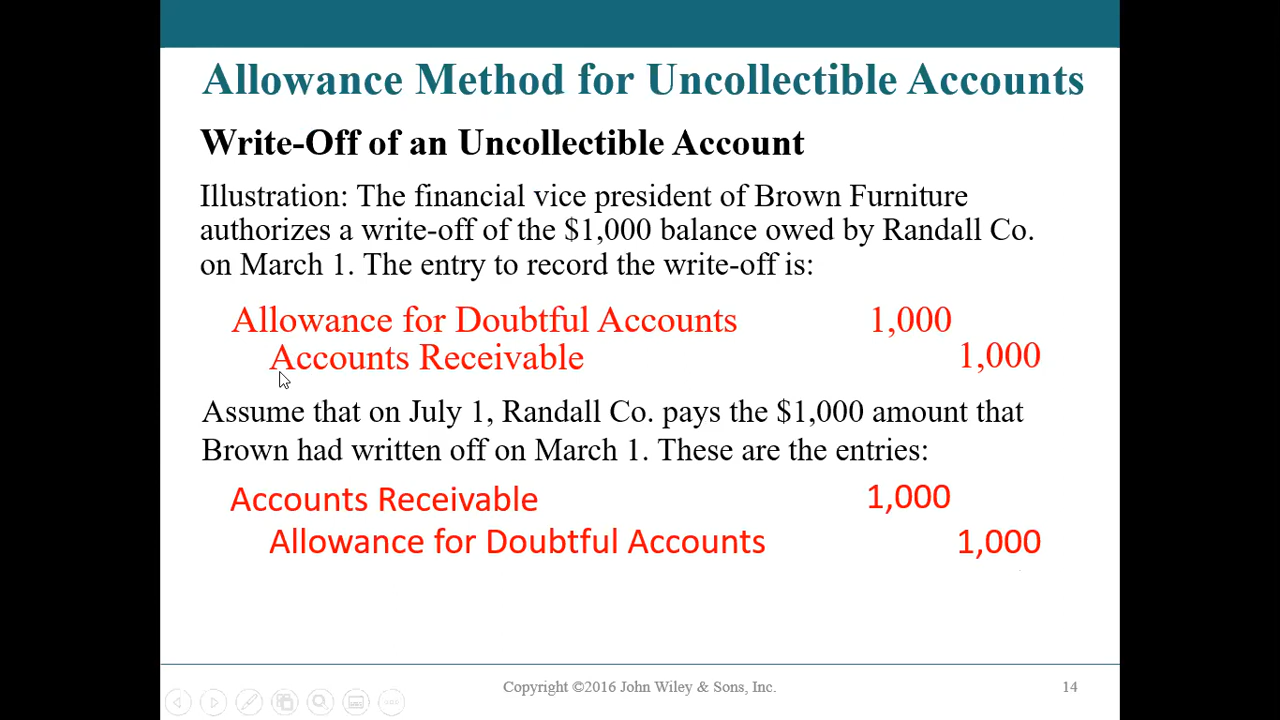 Allowance Method for Uncollectible Accounts
Write-Off of an Uncollectible Account
Illustration: The financial vice president of Brown Furniture
authorizes a write-off of the $1,000 balance owed by Randall Co.
on March 1. The entry to record the write-off is:
Allowance for Doubtful Accounts 1,000
Accounts Receivable 1,000
Assume that on July 1, Randall Co. pays the $1,000 amount that
Brown had written off on March 1. These are the entries:
Accounts Receivable 1,000
Allowance for Doubtful Accounts 1,000
Copyright ©2016 John Wiley & Sons, Inc. 14